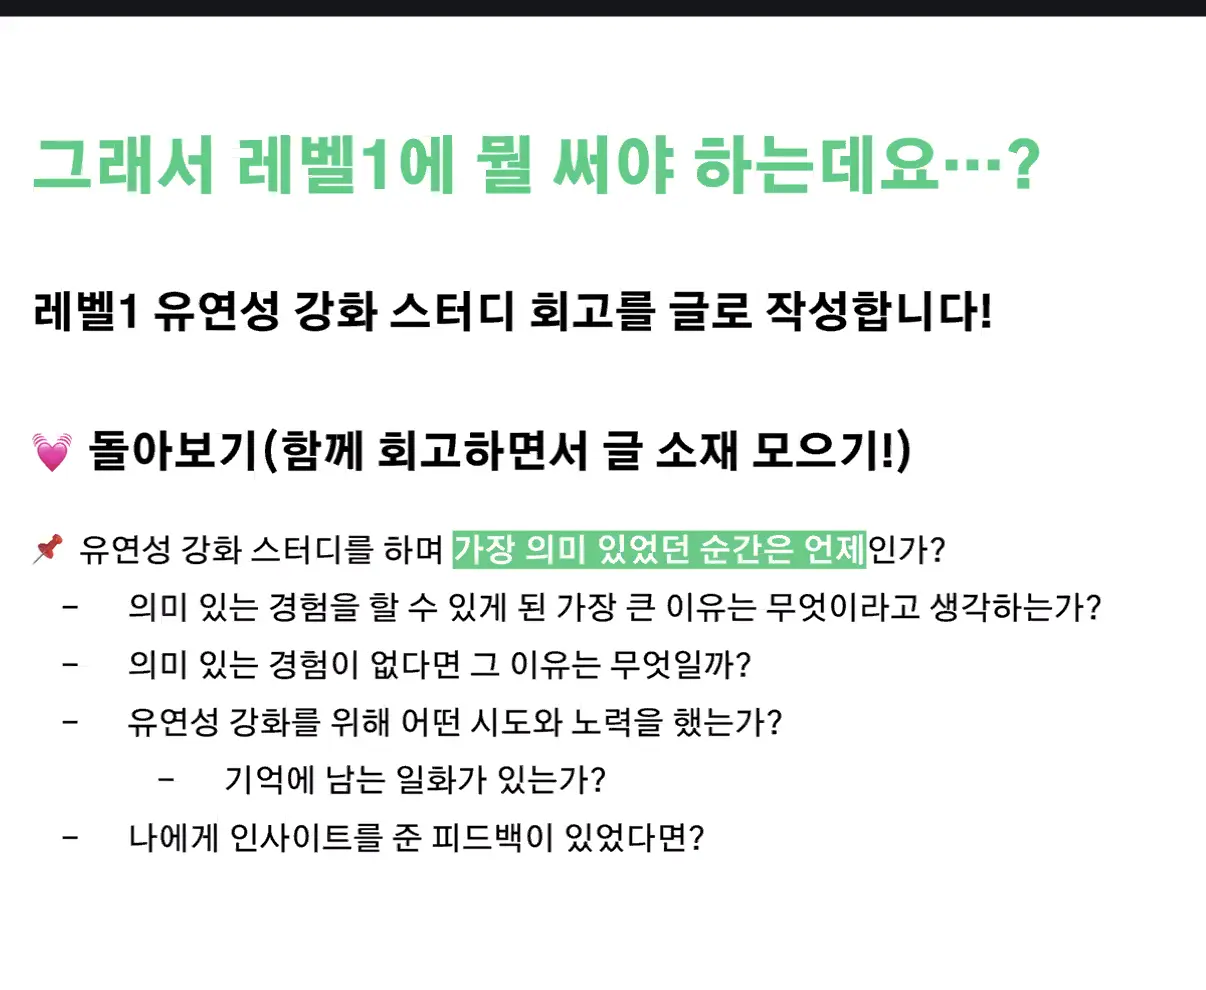 그래서 레벨1에 뭘 써야 하는데요…?
레벨1 유연성 강화 스터디 회고를 글로 작성합니다!
💓 돌아보기(함께 회고하면서 글 소재 모으기!)
📌 유연성 강화 스터디를 하며 가장 의미 있었던 순간은 언제인가?
- 의미 있는 경험을 할 수 있게 된 가장 큰 이유는 무엇이라고 생각하는가?
- 의미 있는 경험이 없다면 그 이유는 무엇일까?
- 유연성 강화를 위해 어떤 시도와 노력을 했는가?
- 기억에 남는 일화가 있는가?
- 나에게 인사이트를 준 피드백이 있었다면?